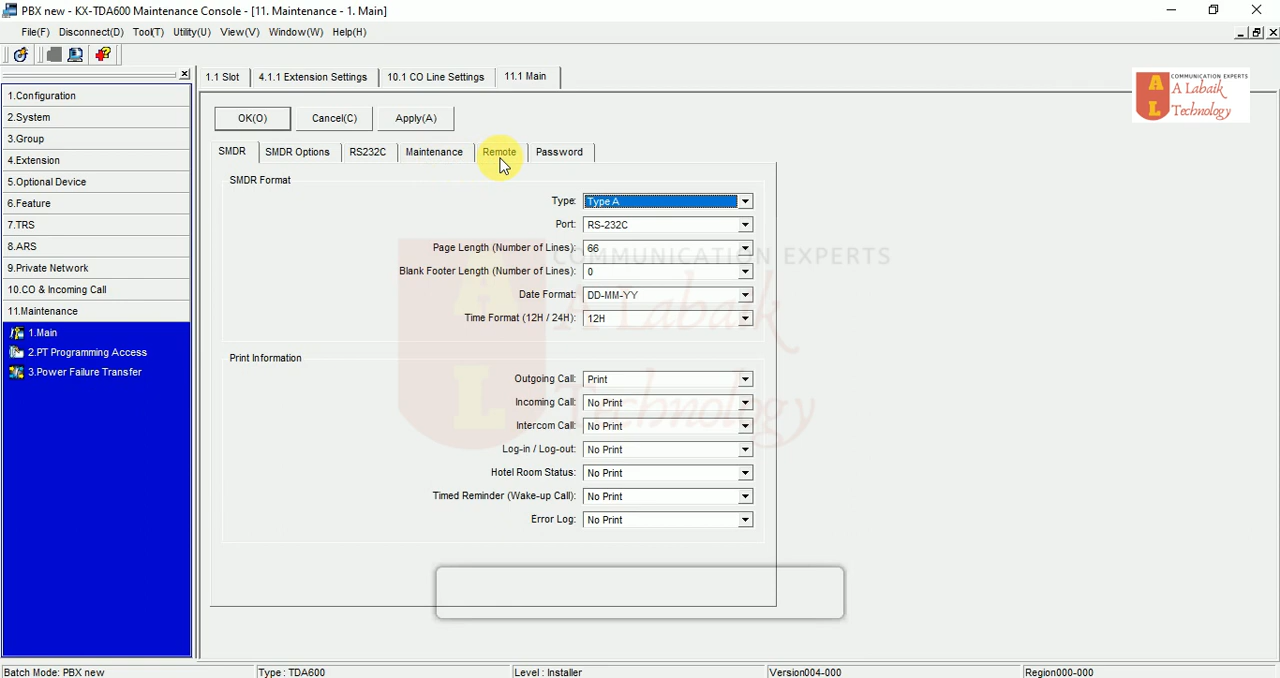 PBX new - KX-TDA600 Maintenance Console - [11. Maintenance - 1. Main]
File(F) Disconnect(D) Tool(T) Utility(U) View(V) Window(W) Help(H)
1.1 Slot 4.1.1 Extension Settings 10.1 CO Line Settings 11.1 Main
COMMUNICATION EXPERTS
A L
A Labaik
Technology
1.Configuration
2.System
3.Group
4.Extension
5.Optional Device
6.Feature
7.TRS
8.ARS
9.Private Network
10.CO & Incoming Call
11.Maintenance
1.Main
2.PT Programming Access
3.Power Failure Transfer
OK(O) Cancel(C) Apply(A)
SMDR SMDR Options RS232C Maintenance Remote Password
SMDR Format
Type: Type A
Port: RS-232C
Page Length (Number of Lines): 66
Blank Footer Length (Number of Lines): 0
Date Format: DD-MM-YY
Time Format (12H / 24H): 12H
Print Information
Outgoing Call: Print
Incoming Call: No Print
Intercom Call: No Print
Log-in / Log-out: No Print
Hotel Room Status: No Print
Timed Reminder (Wake-up Call): No Print
Error Log: No Print
A L
COMMUNICATION EXPERTS
A Labaik
Technology
Batch Mode: PBX new Type : TDA600 Level : Installer Version004-000 Region000-000